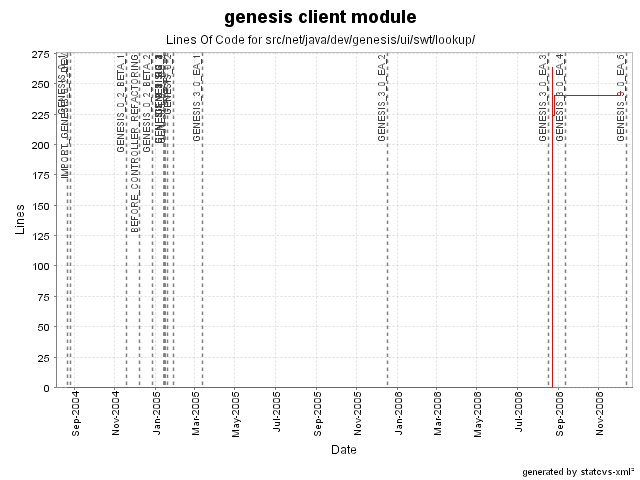 genesis client module
Lines Of Code for src/net/java/dev/genesis/ui/swt/lookup/
Lines
275
250
225
200
175
150
125
100
75
50
25
0
GENESIS_0_2_BETA_1
BEFORE_CONTROLLER_REFACTORING
GENESIS_0_2_BETA_2
GENESIS_3_0_EA_1
GENESIS_3_0_EA_2
GENESIS_3_0_EA_3
GENESIS_3_0_EA_4
GENESIS_3_0_EA_5
Sep-2004
Nov-2004
Jan-2005
Mar-2005
May-2005
Jul-2005
Sep-2005
Nov-2005
Jan-2006
Mar-2006
May-2006
Jul-2006
Sep-2006
Nov-2006
Date
generated by statcvs-xml²